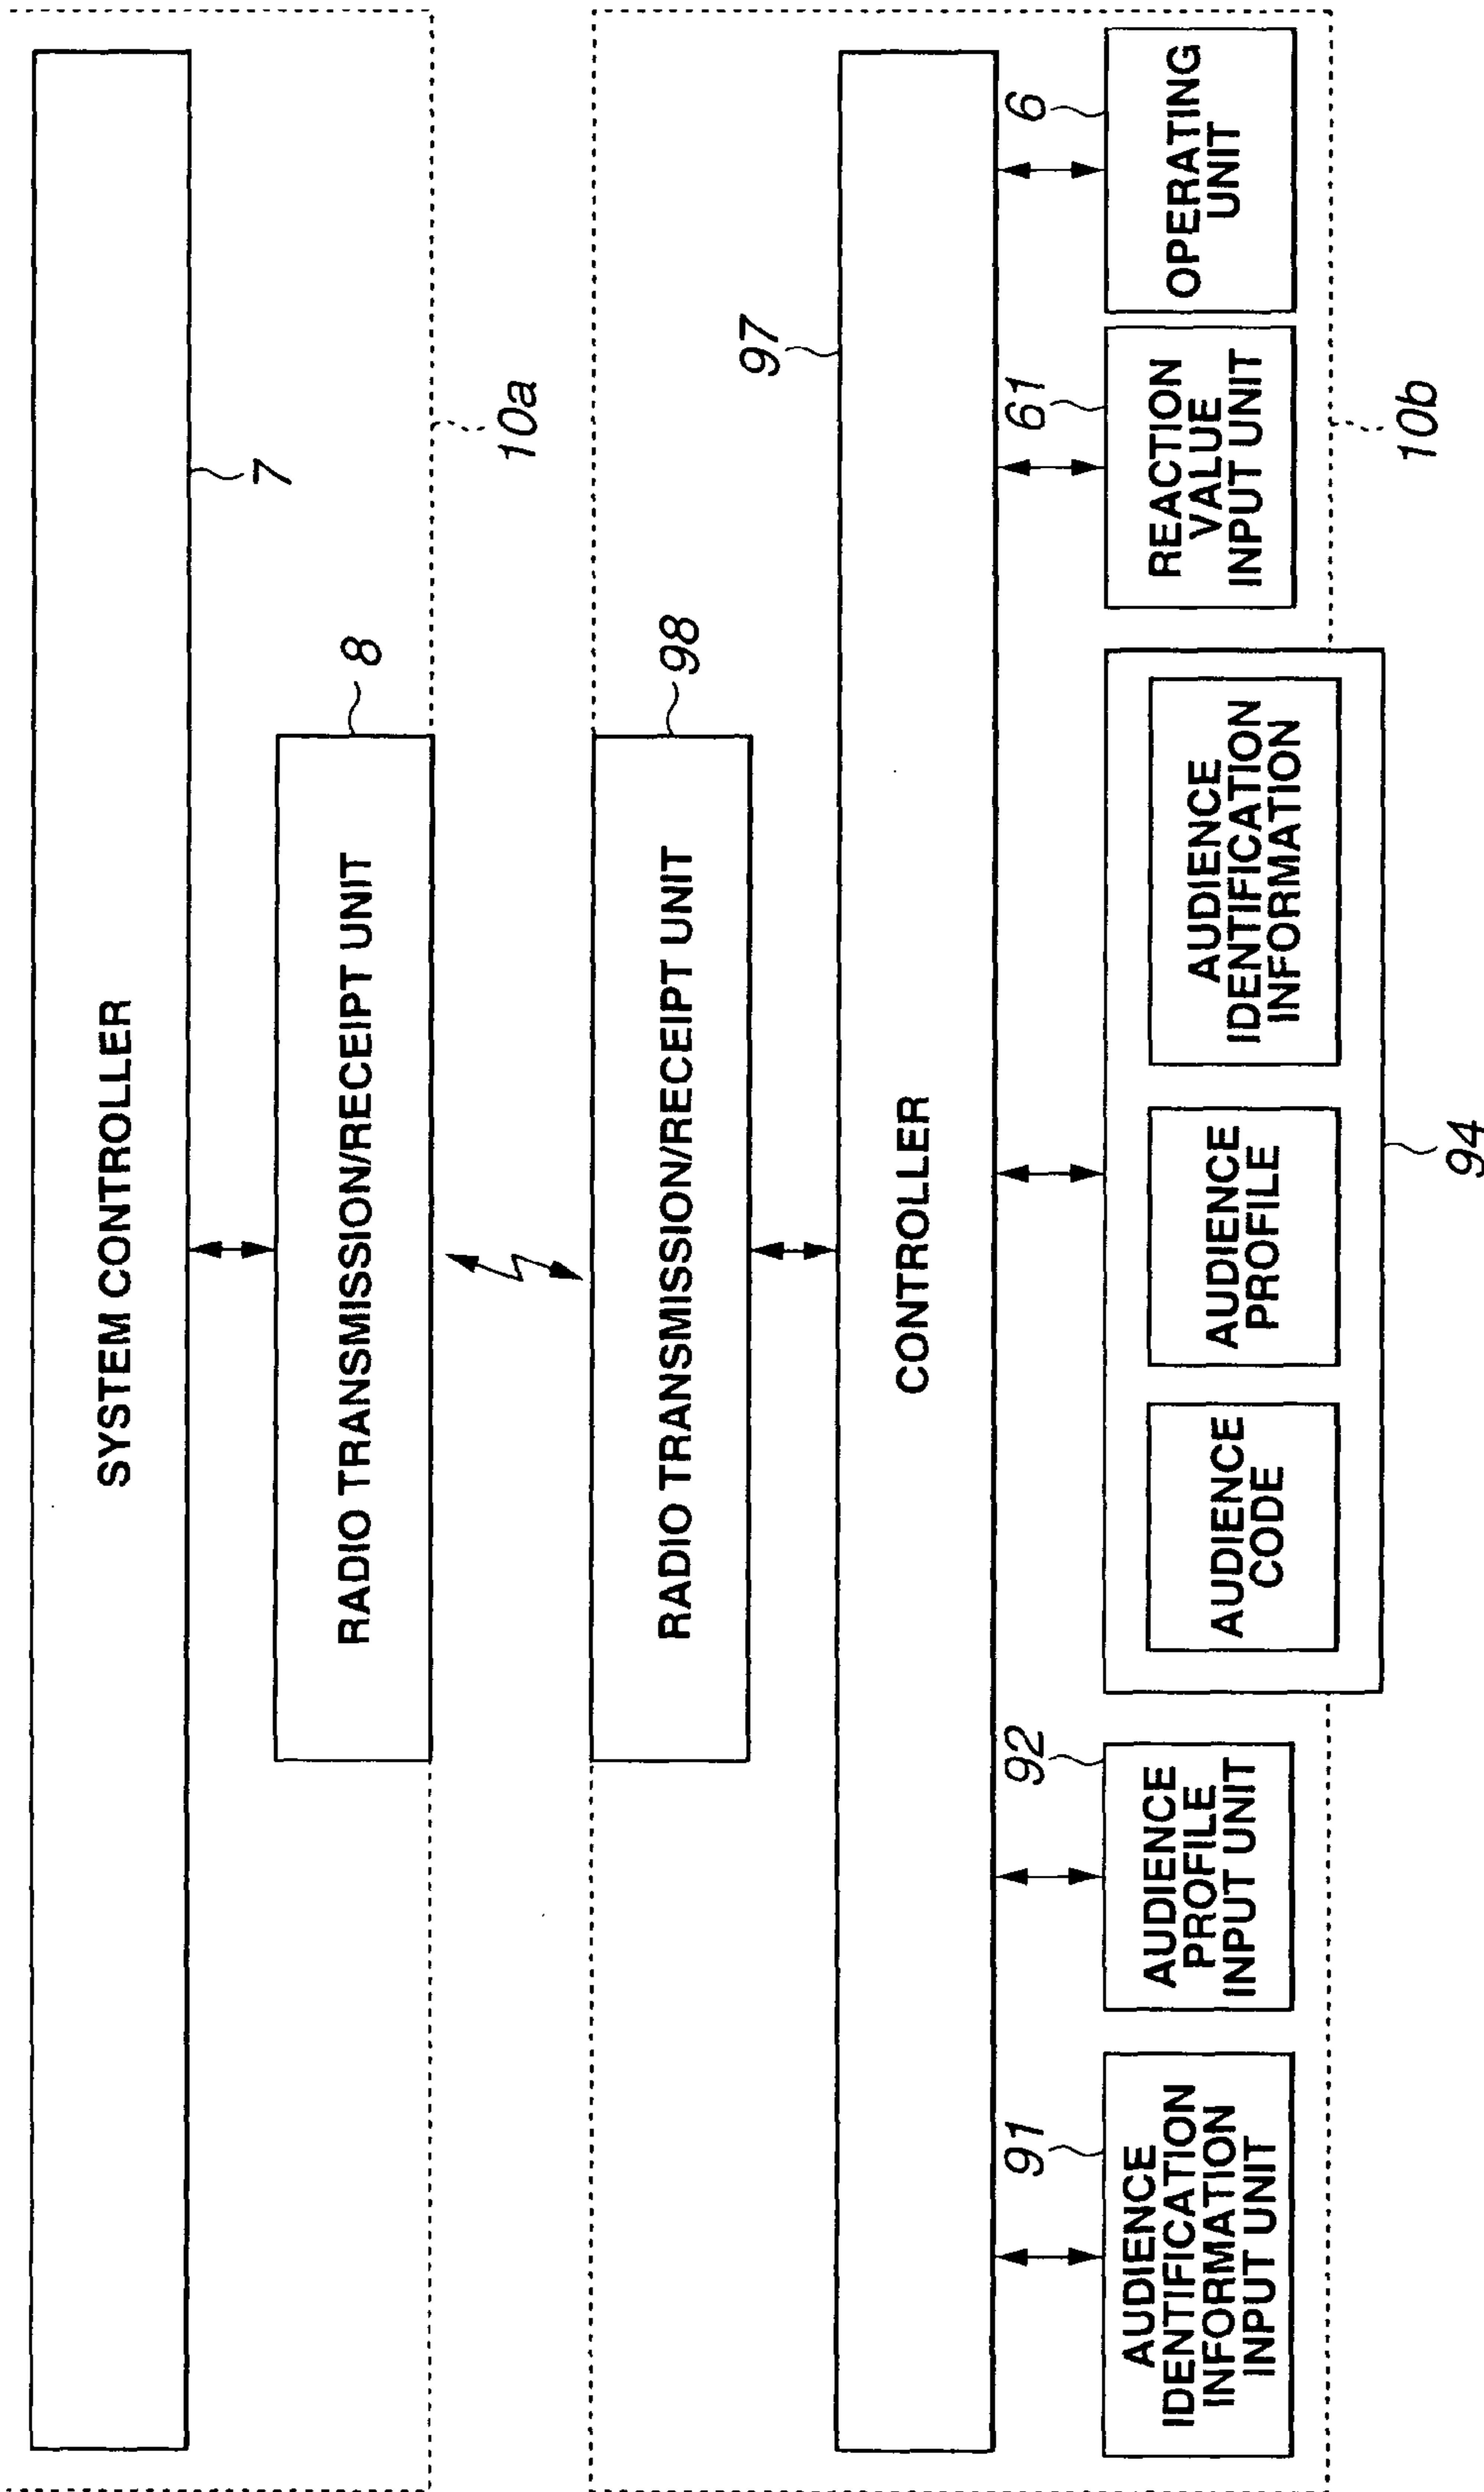 SYSTEM CONTROLLER
7
RADIO TRANSMISSION/RECEIPT UNIT
8
10a
RADIO TRANSMISSION/RECEIPT UNIT
98
CONTROLLER
97
91
AUDIENCE
IDENTIFICATION
INFORMATION
INPUT UNIT
92
AUDIENCE
PROFILE
INPUT UNIT
AUDIENCE
CODE
AUDIENCE
PROFILE
AUDIENCE
IDENTIFICATION
INFORMATION
94
61
REACTION
VALUE
INPUT UNIT
6
OPERATING
UNIT
10b